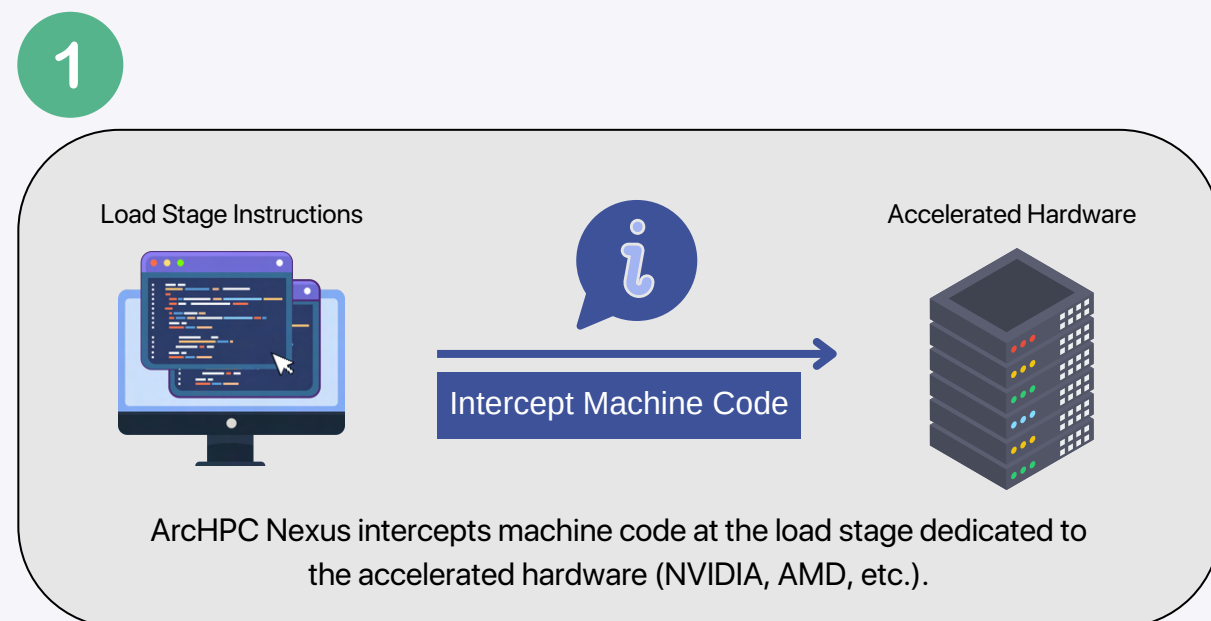 1
Load Stage Instructions
Accelerated Hardware
Intercept Machine Code
ArcHPC Nexus intercepts machine code at the load stage dedicated to
the accelerated hardware (NVIDIA, AMD, etc.).